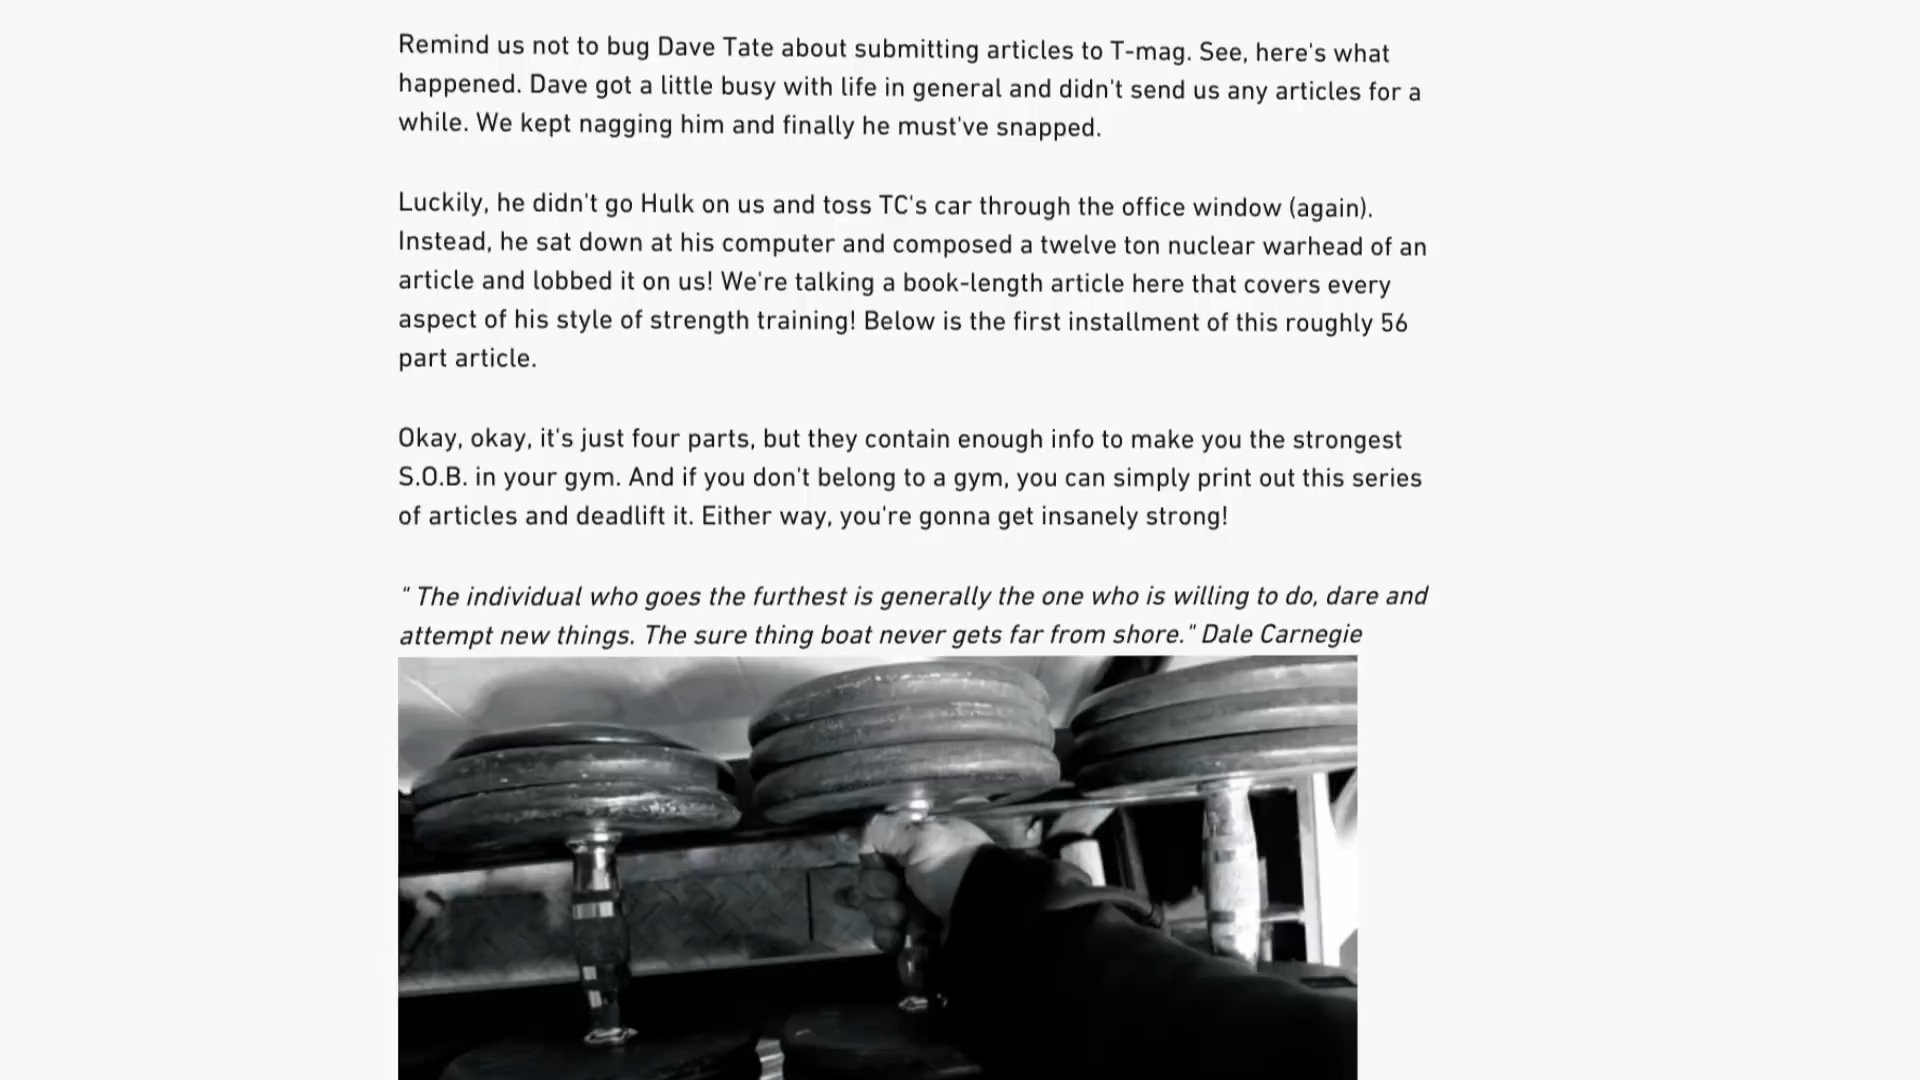 Remind us not to bug Dave Tate about submitting articles to T-mag. See, here's what
happened. Dave got a little busy with life in general and didn't send us any articles for a
while. We kept nagging him and finally he must've snapped.
Luckily, he didn't go Hulk on us and toss TC's car through the office window (again).
Instead, he sat down at his computer and composed a twelve ton nuclear warhead of an
article and lobbed it on us! We're talking a book-length article here that covers every
aspect of his style of strength training! Below is the first installment of this roughly 56
part article.
Okay, okay, it's just four parts, but they contain enough info to make you the strongest
S.O.B. in your gym. And if you don't belong to a gym, you can simply print out this series
of articles and deadlift it. Either way, you're gonna get insanely strong!
" The individual who goes the furthest is generally the one who is willing to do, dare and
attempt new things. The sure thing boat never gets far from shore." Dale Carnegie